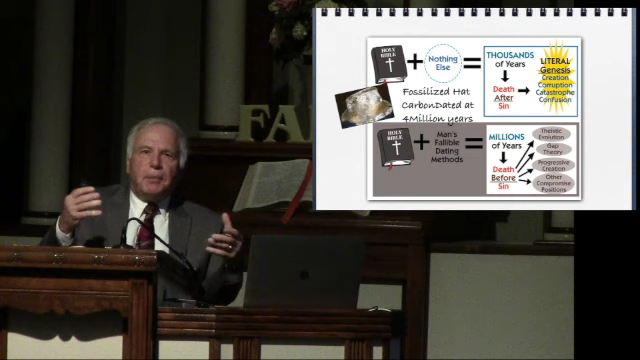 HOLY
BIBLE
Nothing
Else
THOUSANDS
of Years
Death
After
Sin
LITERAL
Genesis
Creation
Corruption
Catastrophe
Confusion
Fossilized Hat
CarbonDated at
4Million years
HOLY
BIBLE
Man's
Fallible
Dating
Methods
MILLIONS
of Years
Death
Before
Sin
Theistic
Evolution
Gap
Theory
Progressive
Creation
Other
Compromise
Positions
FA